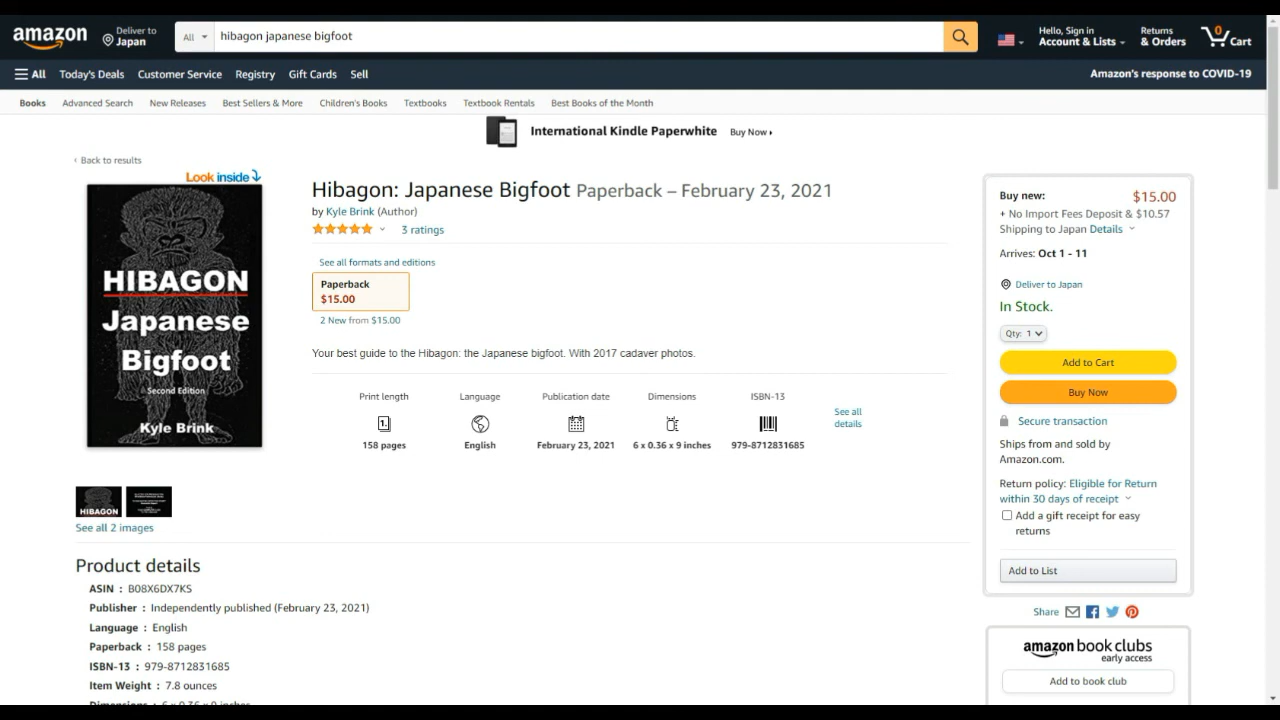 amazon
Deliver to
Japan
All
hibagon japanese bigfoot
Hello, Sign in
Account & Lists
Returns
& Orders
0
Cart
All
Today's Deals
Customer Service
Registry
Gift Cards
Sell
Amazon's response to COVID-19
Books
Advanced Search
New Releases
Best Sellers & More
Children's Books
Textbooks
Textbook Rentals
Best Books of the Month
International Kindle Paperwhite
Buy Now
‹ Back to results
Look inside
HIBAGON
Japanese
Bigfoot
Second Edition
Kyle Brink
HIBAGON
See all 2 images
Hibagon: Japanese Bigfoot Paperback – February 23, 2021
by Kyle Brink (Author)
3 ratings
See all formats and editions
Paperback
$15.00
2 New from $15.00
Your best guide to the Hibagon: the Japanese bigfoot. With 2017 cadaver photos.
Print length
158 pages
Language
English
Publication date
February 23, 2021
Dimensions
6 x 0.36 x 9 inches
ISBN-13
979-8712831685
See all
details
Buy new:
$15.00
+ No Import Fees Deposit & $10.57
Shipping to Japan Details
Arrives: Oct 1 - 11
Deliver to Japan
In Stock.
Qty: 1
Add to Cart
Buy Now
Secure transaction
Ships from and sold by
Amazon.com.
Return policy: Eligible for Return
within 30 days of receipt
Add a gift receipt for easy
returns
Add to List
Share
amazon book clubs
early access
Add to book club
Product details
ASIN : B08X6DX7KS
Publisher : Independently published (February 23, 2021)
Language : English
Paperback : 158 pages
ISBN-13 : 979-8712831685
Item Weight : 7.8 ounces
Dimensions : 6 x 0.36 x 9 inches